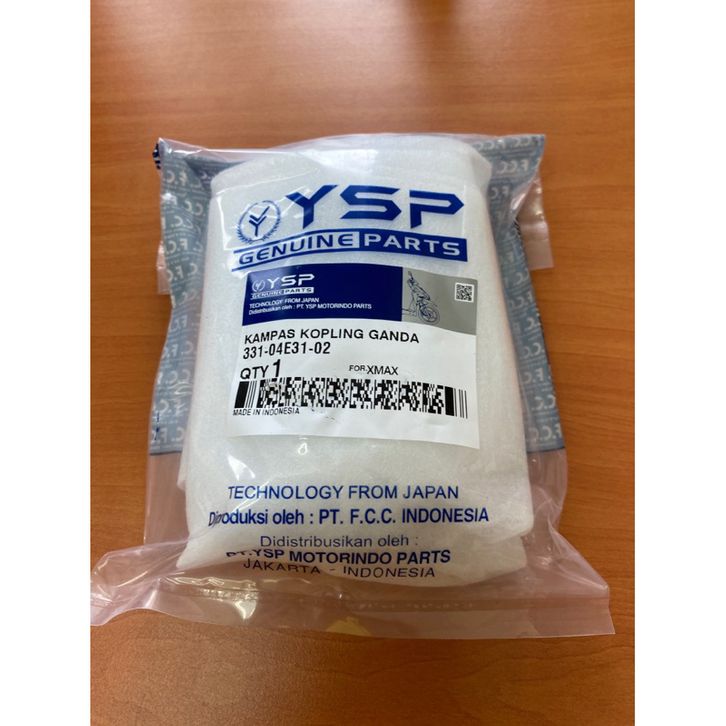 YSP
GENUINE PARTS
YSP
GENUINE PARTS
TECHNOLOGY FROM JAPAN
Didistribusikan oleh : PT. YSP MOTORINDO PARTS
KAMPAS KOPLING GANDA
331-04E31-02
QTY 1 FOR XMAX
MADE IN INDONESIA
TECHNOLOGY FROM JAPAN
Diproduksi oleh : PT. F.C.C. INDONESIA
Didistribusikan oleh :
PT.YSP MOTORINDO PARTS
JAKARTA - INDONESIA